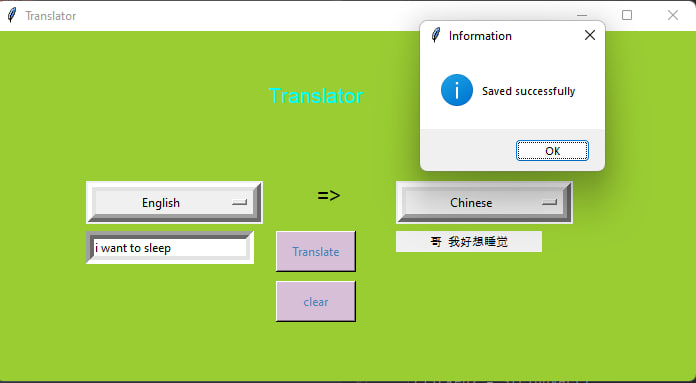 Translator
Information
Saved successfully
OK
Translator
English
=>
Chinese
i want to sleep
Translate
哥 我好想睡觉
clear